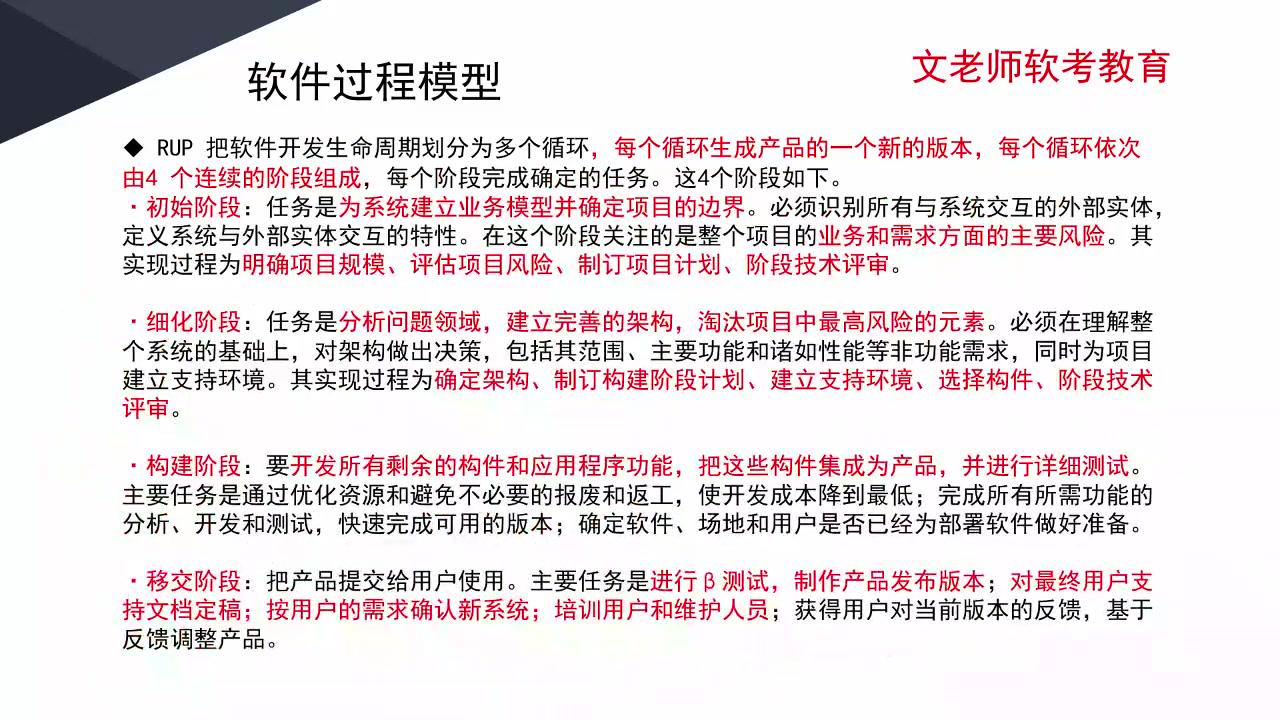 软件过程模型
文老师软考教育
◆ RUP 把软件开发生命周期划分为多个循环，每个循环生成产品的一个新的版本，每个循环依次
由4 个连续的阶段组成，每个阶段完成确定的任务。这4个阶段如下。
·初始阶段：任务是为系统建立业务模型并确定项目的边界。必须识别所有与系统交互的外部实体，
定义系统与外部实体交互的特性。在这个阶段关注的是整个项目的业务和需求方面的主要风险。其
实现过程为明确项目规模、评估项目风险、制订项目计划、阶段技术评审。
·细化阶段：任务是分析问题领域，建立完善的架构，淘汰项目中最高风险的元素。必须在理解整
个系统的基础上，对架构做出决策，包括其范围、主要功能和诸如性能等非功能需求，同时为项目
建立支持环境。其实现过程为确定架构、制订构建阶段计划、建立支持环境、选择构件、阶段技术
评审。
·构建阶段：要开发所有剩余的构件和应用程序功能，把这些构件集成为产品，并进行详细测试。
主要任务是通过优化资源和避免不必要的报废和返工，使开发成本降到最低；完成所有所需功能的
分析、开发和测试，快速完成可用的版本；确定软件、场地和用户是否已经为部署软件做好准备。
·移交阶段：把产品提交给用户使用。主要任务是进行β测试，制作产品发布版本；对最终用户支
持文档定稿；按用户的需求确认新系统；培训用户和维护人员；获得用户对当前版本的反馈，基于
反馈调整产品。